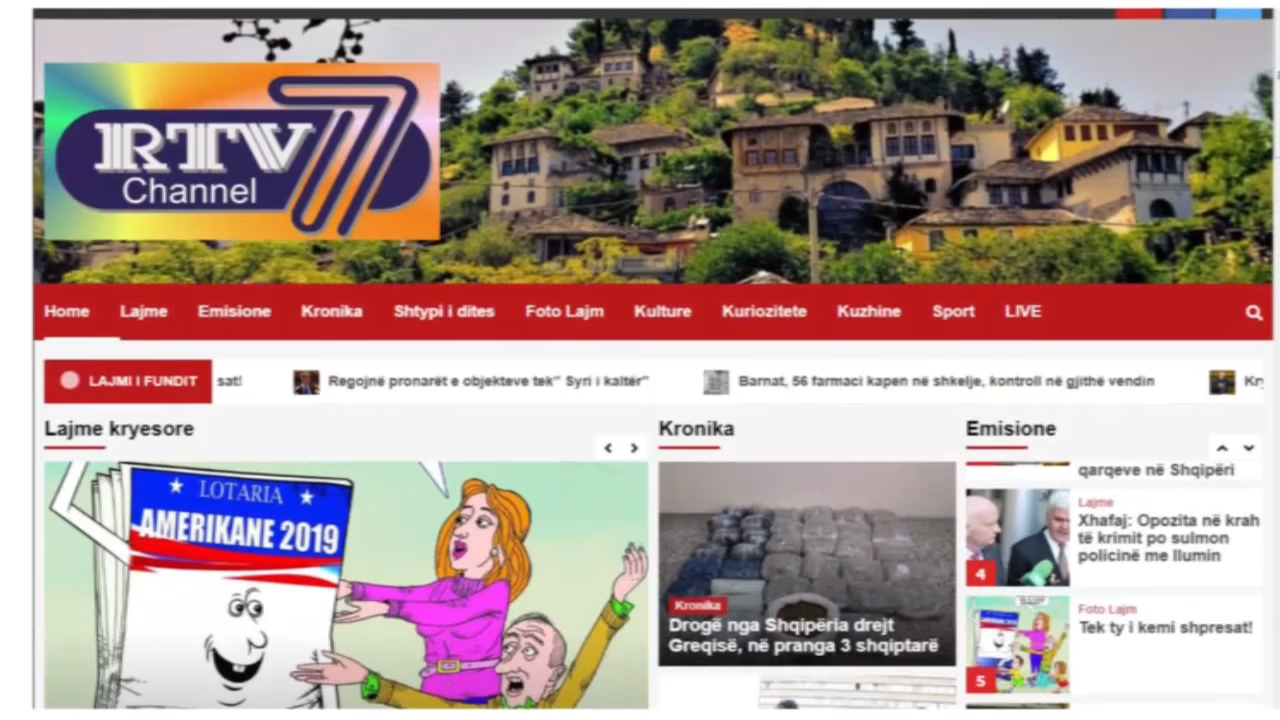 RTV 7
Channel
Home Lajme Emisione Kronika Shtypi i dites Foto Lajm Kulture Kuriozitete Kuzhine Sport LIVE
LAJMI I FUNDIT sat! Regojnë pronarët e objekteve tek" Syri i kaltër" Barnat, 56 farmaci kapen në shkelje, kontroll në gjithë vendin
Lajme kryesore
LOTARIA
AMERIKANE 2019
Kronika
Kronika
Drogë nga Shqipëria drejt
Greqisë, në pranga 3 shqiptarë
Emisione
qarqeve në Shqipëri
4
Lajme
Xhafaj: Opozita në krah
të krimit po sulmon
policinë me llumin
5
Foto Lajm
Tek ty i kemi shpresat!